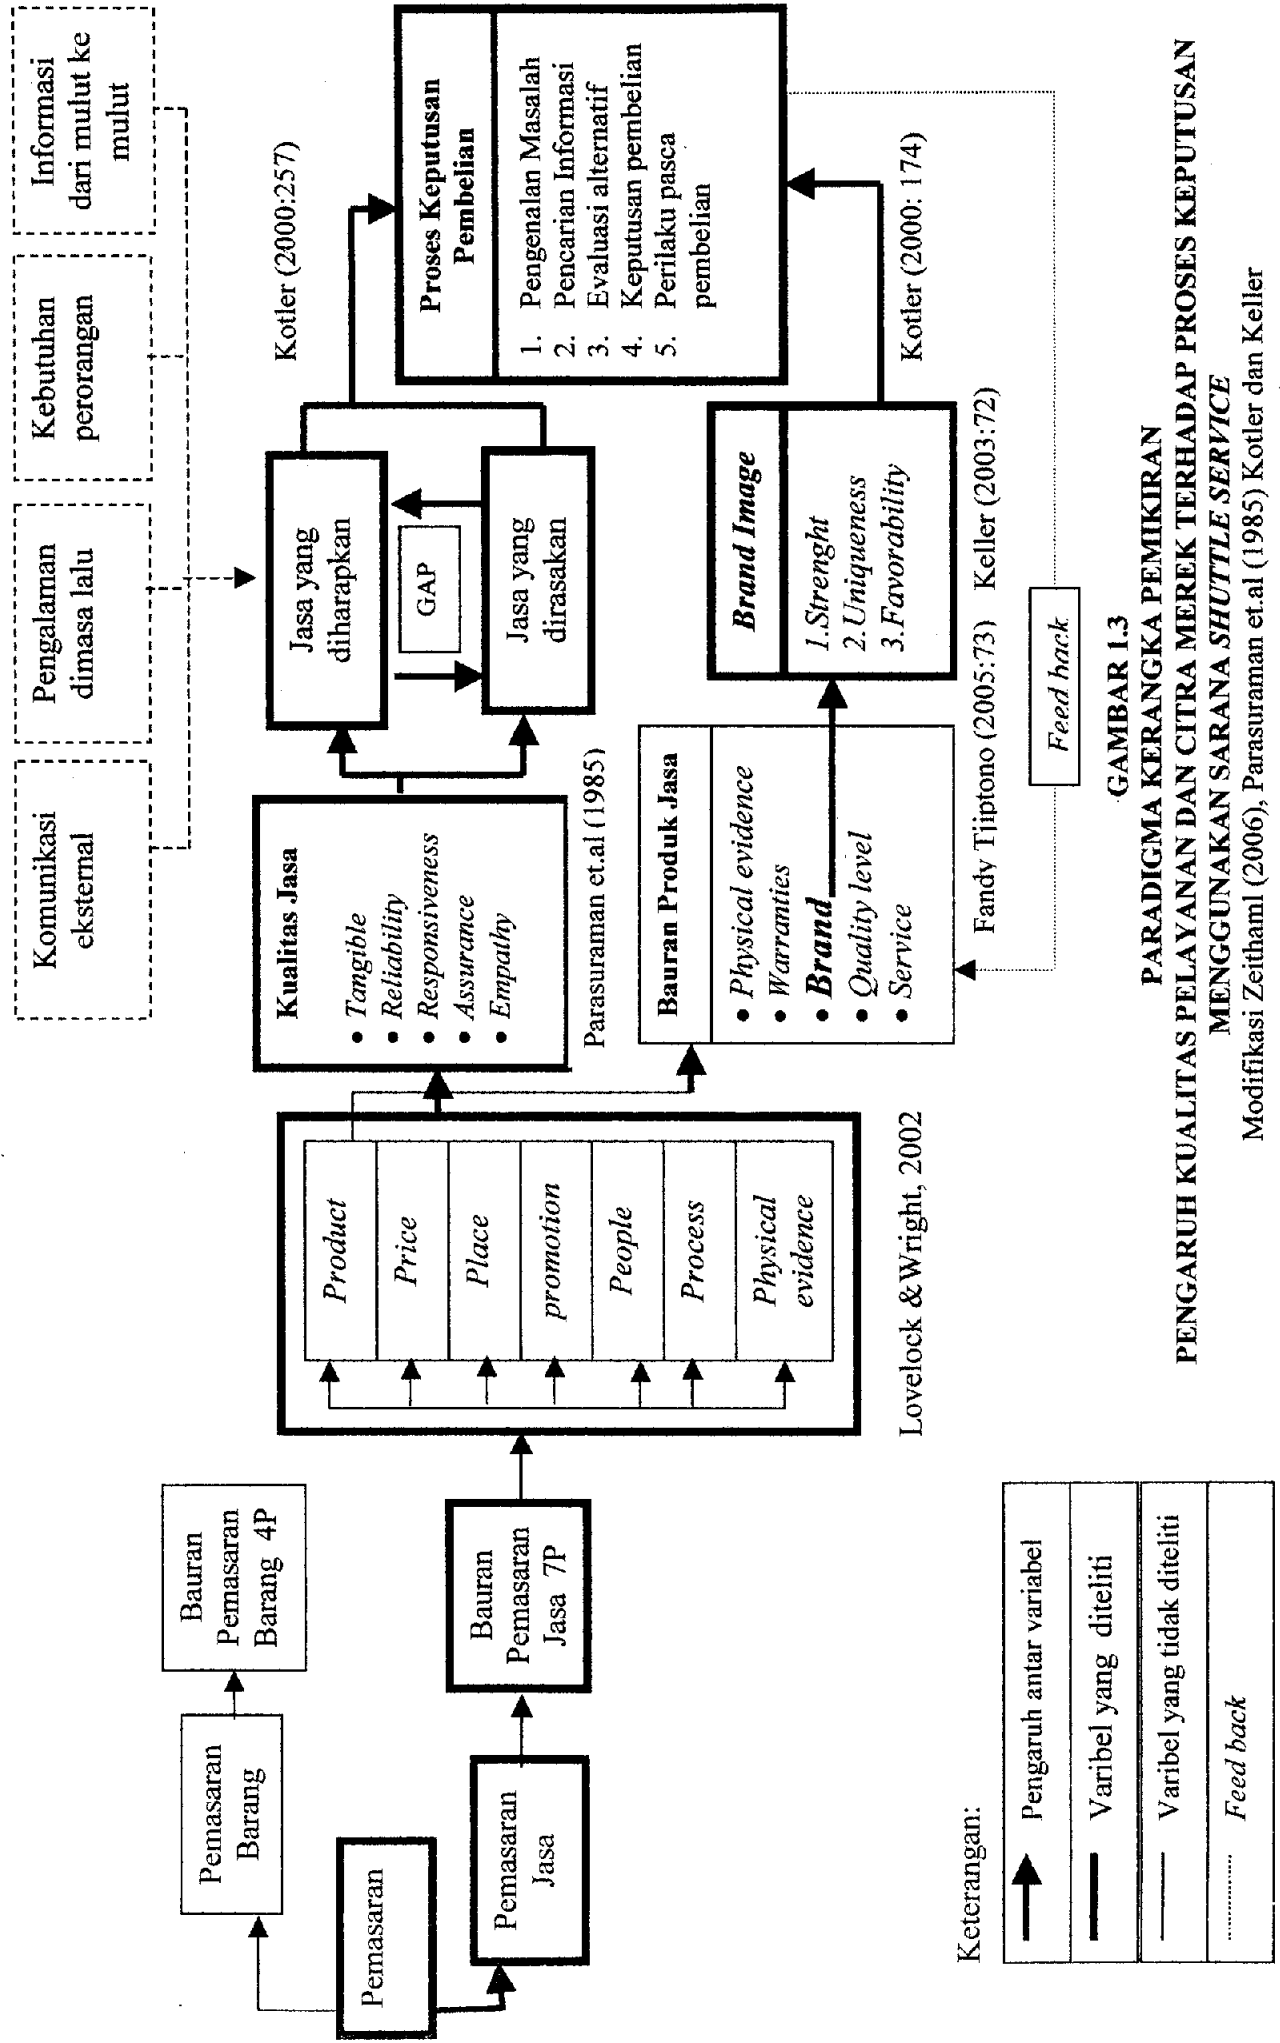 Komunikasi
eksternal
Pengalaman
dimasa lalu
Kebutuhan
perorangan
Informasi
dari mulut ke
mulut
Pemasaran
Pemasaran
Barang
Bauran
Pemasaran
Barang 4P
Pemasaran
Jasa
Bauran
Pemasaran
Jasa 7P
Product
Price
Place
promotion
People
Process
Physical
evidence
Lovelock &Wright, 2002
Kualitas Jasa
• Tangible
• Reliability
• Responsiveness
• Assurance
• Empathy
Parasuraman et.al (1985)
Jasa yang
diharapkan
GAP
Jasa yang
dirasakan
Kotler (2000:257)
Proses Keputusan
Pembelian
1. Pengenalan Masalah
2. Pencarian Informasi
3. Evaluasi alternatif
4. Keputusan pembelian
5. Perilaku pasca
pembelian
Bauran Produk Jasa
• Physical evidence
• Warranties
• Brand
• Quality level
• Service
Fandy Tjiptono (2005:73)
Brand Image
1.Strenght
2.Uniqueness
3.Favorability
Keller (2003:72)
Kotler (2000: 174)
Feed back
Keterangan:
Pengaruh antar variabel
Varibel yang diteliti
Varibel yang tidak diteliti
Feed back
GAMBAR 1.3
PARADIGMA KERANGKA PEMIKIRAN
PENGARUH KUALITAS PELAYANAN DAN CITRA MEREK TERHADAP PROSES KEPUTUSAN
MENGGUNAKAN SARANA SHUTTLE SERVICE
Modifikasi Zeithaml (2006), Parasuraman et.al (1985) Kotler dan Keller